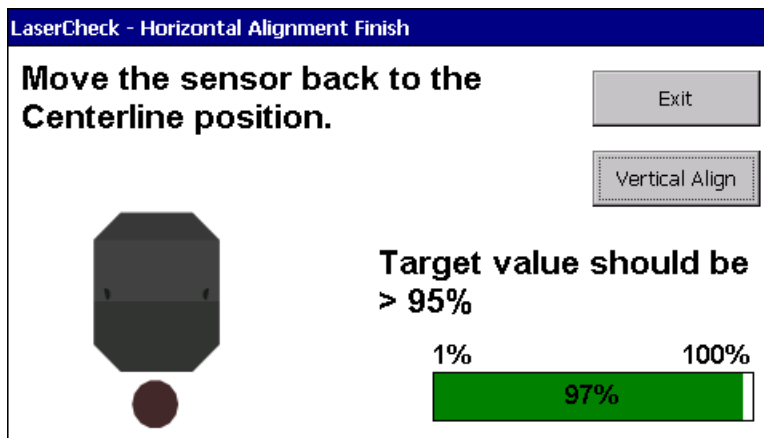 LaserCheck - Horizontal Alignment Finish
Move the sensor back to the
Centerline position.
Exit
Vertical Align
Target value should be
> 95%
1% 100%
97%